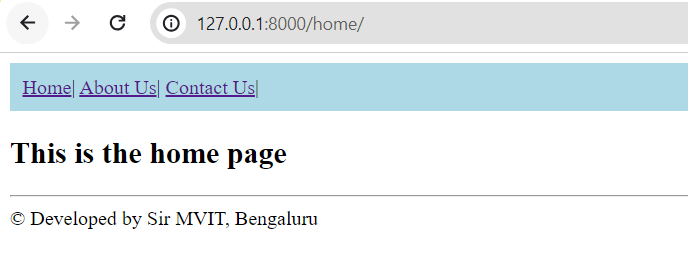 127.0.0.1:8000/home/
Home| About Us| Contact Us|
This is the home page
© Developed by Sir MVIT, Bengaluru